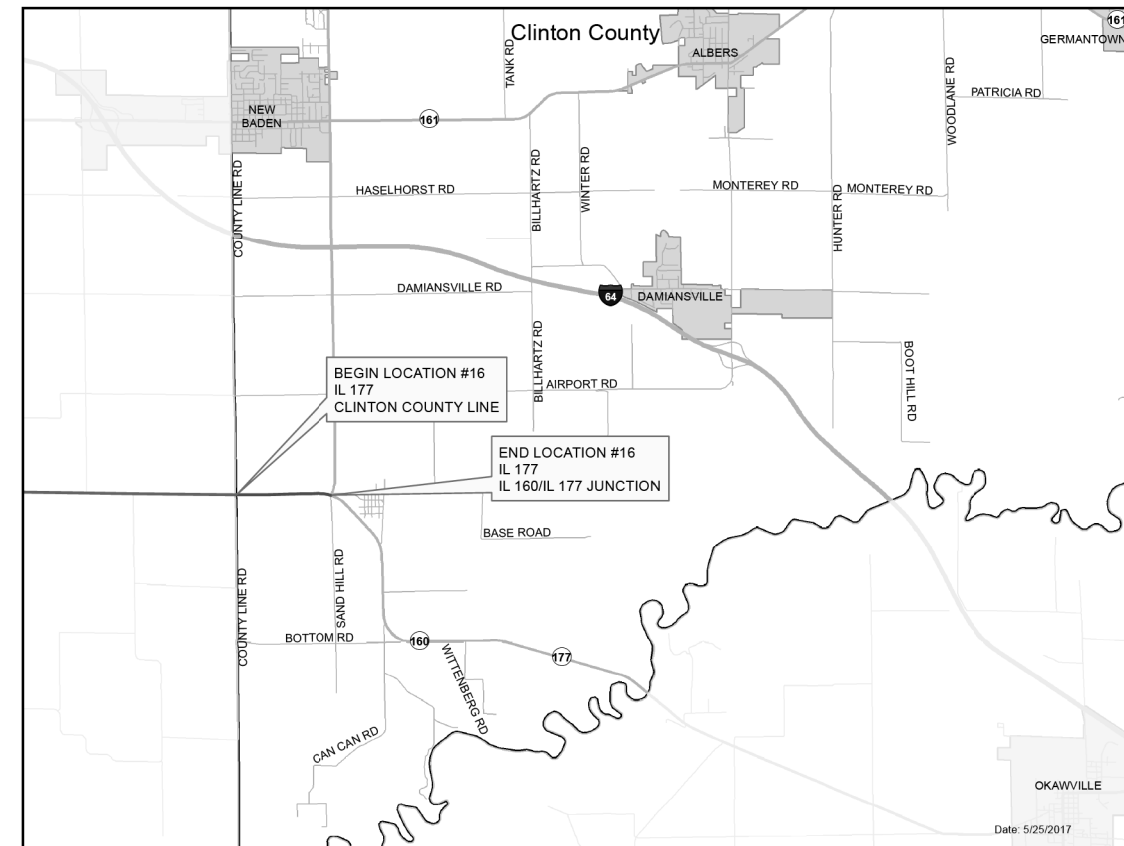 Clinton County
161
GERMANTOWN
TANK RD
ALBERS
WOODLANE RD
PATRICIA RD
NEW
BADEN
161
COUNTY LINE RD
HASELHORST RD
BILLHARTZ RD
WINTER RD
MONTEREY RD
HUNTER RD
MONTEREY RD
DAMIANSVILLE RD
64
DAMIANSVILLE
BILLHARTZ RD
BOOT HILL RD
BEGIN LOCATION #16
IL 177
CLINTON COUNTY LINE
AIRPORT RD
END LOCATION #16
IL 177
IL 160/IL 177 JUNCTION
BASE ROAD
COUNTY LINE RD
SAND HILL RD
BOTTOM RD
160
177
WITTENBERG RD
CAN CAN RD
OKAWVILLE
Date: 5/25/2017